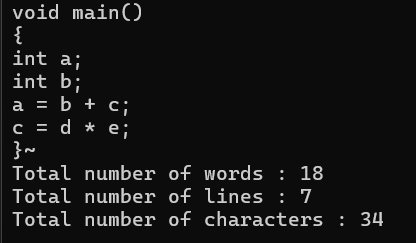 void main()
{
int a;
int b;
a = b + c;
c = d * e;
}~
Total number of words : 18
Total number of lines : 7
Total number of characters : 34